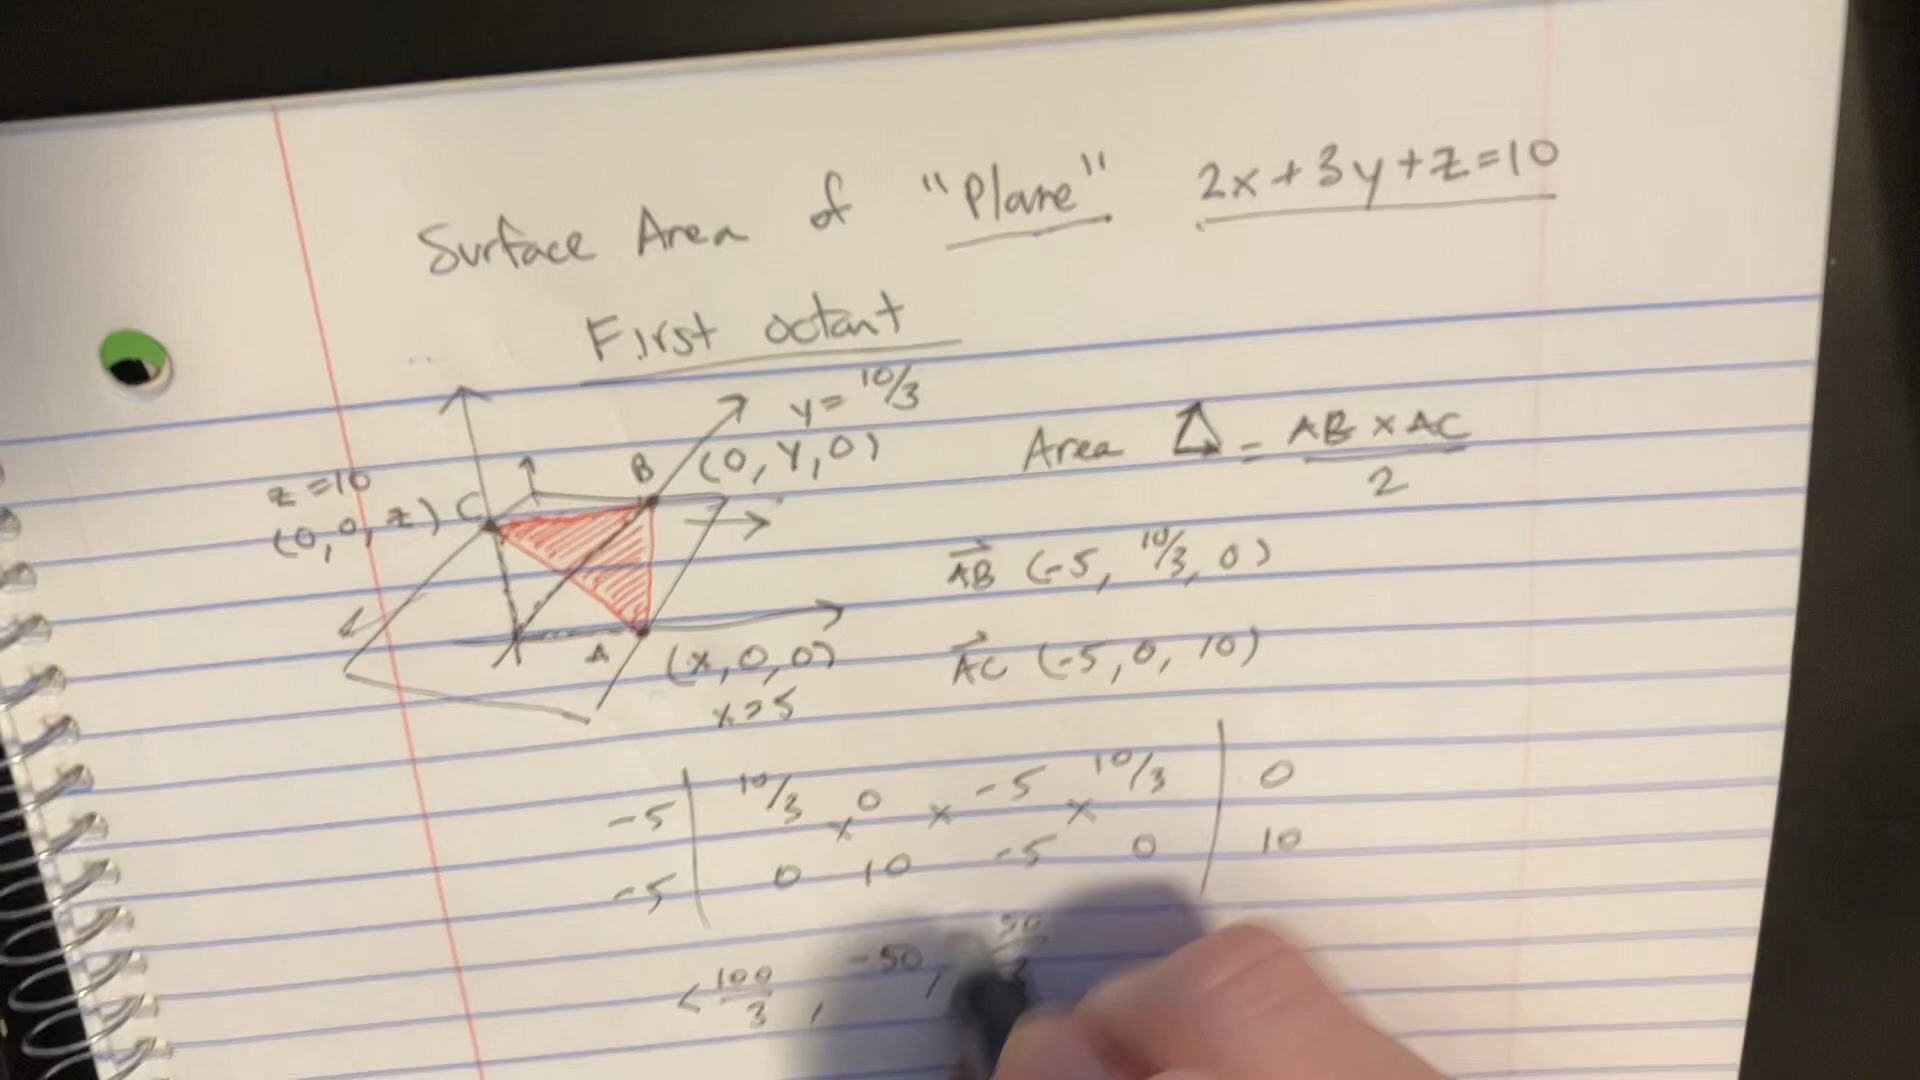 Surface Area of "Plane" 2x+3y+z=10
First octant
y= 10/3
(0, y, 0)
z=10
(0, 0, z) C
B
A
(x, 0, 0)
x=5
Area △ = AB × AC
2
AB (-5, 10/3, 0)
AC (-5, 0, 10)
-5 | 10/3 × 0 × -5 × 10/3 | 0
-5 | 0 10 -5 0 | 10
< 100/3 , -50,